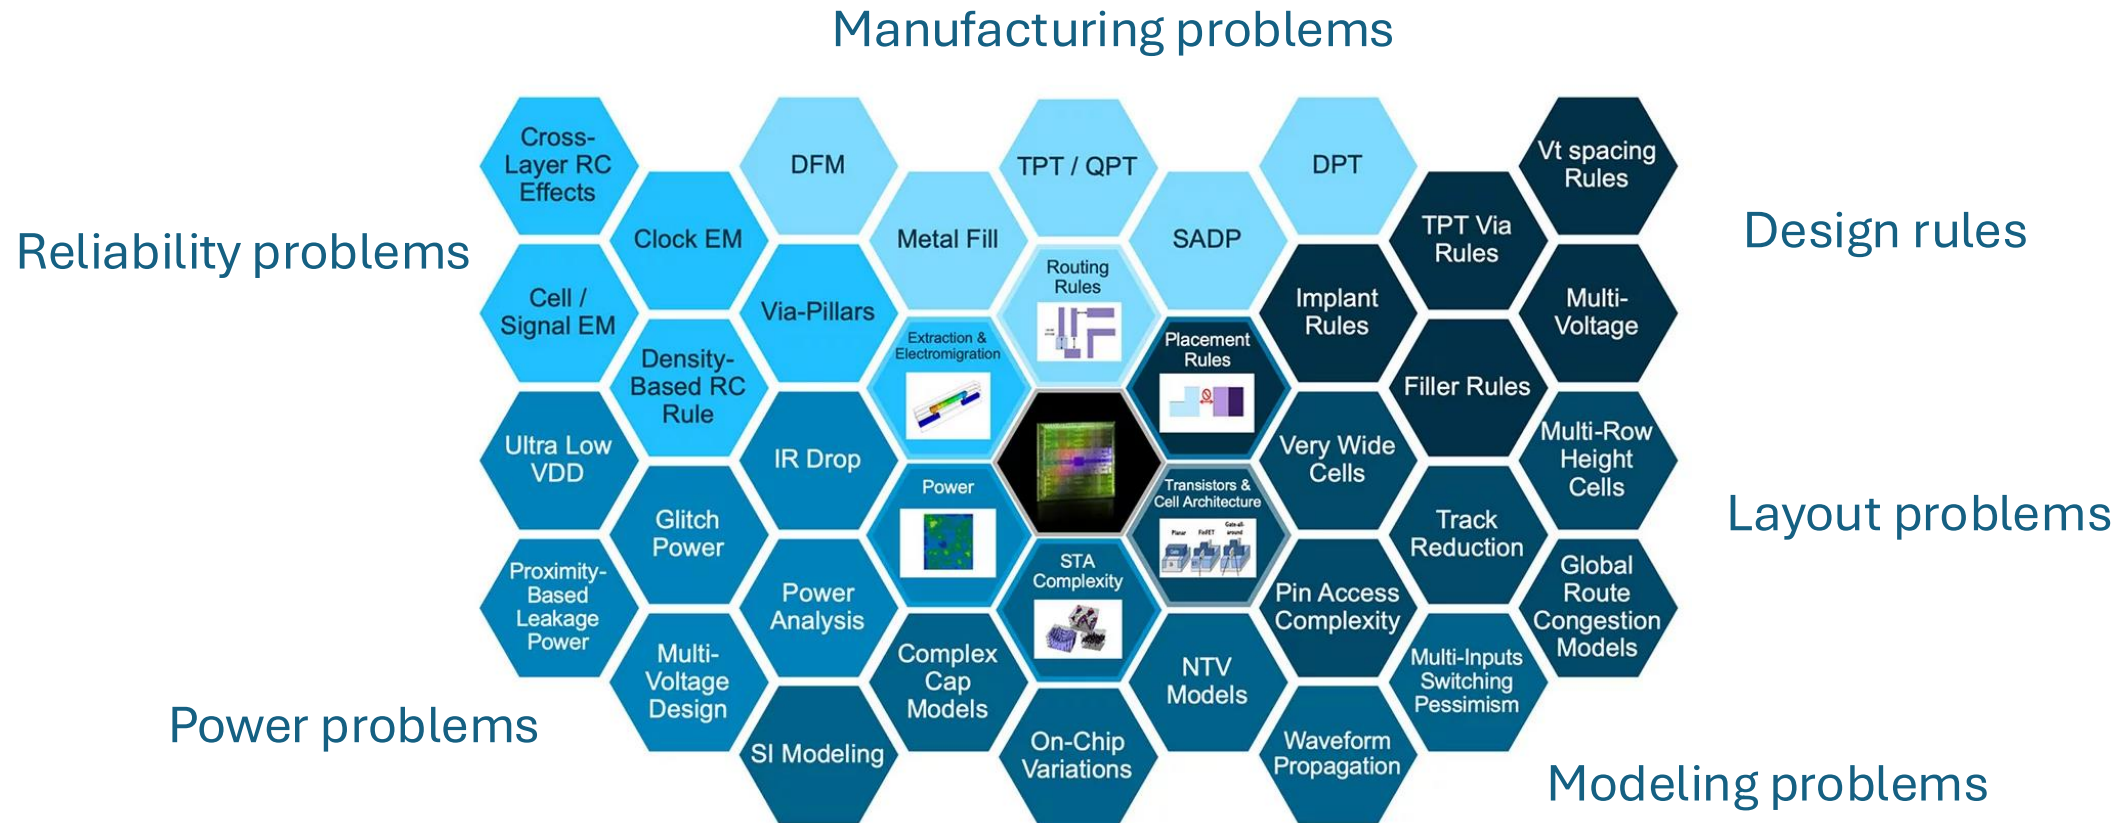 Manufacturing problems
Reliability problems
Design rules
Layout problems
Power problems
Modeling problems
Cross-
Layer RC
Effects
DFM
TPT / QPT
DPT
Vt spacing
Rules
Clock EM
Metal Fill
SADP
TPT Via
Rules
Cell /
Signal EM
Via-Pillars
Routing
Rules
Implant
Rules
Multi-
Voltage
Density-
Based RC
Rule
Extraction &
Electromigration
Placement
Rules
Filler Rules
Ultra Low
VDD
IR Drop
Very Wide
Cells
Multi-Row
Height
Cells
Glitch
Power
Power
Transistors &
Cell Architecture
Planar
FinFET
Gate-all-
around
Track
Reduction
Proximity-
Based
Leakage
Power
Power
Analysis
STA
Complexity
Pin Access
Complexity
Global
Route
Congestion
Models
Multi-
Voltage
Design
Complex
Cap
Models
NTV
Models
Multi-Inputs
Switching
Pessimism
SI Modeling
On-Chip
Variations
Waveform
Propagation